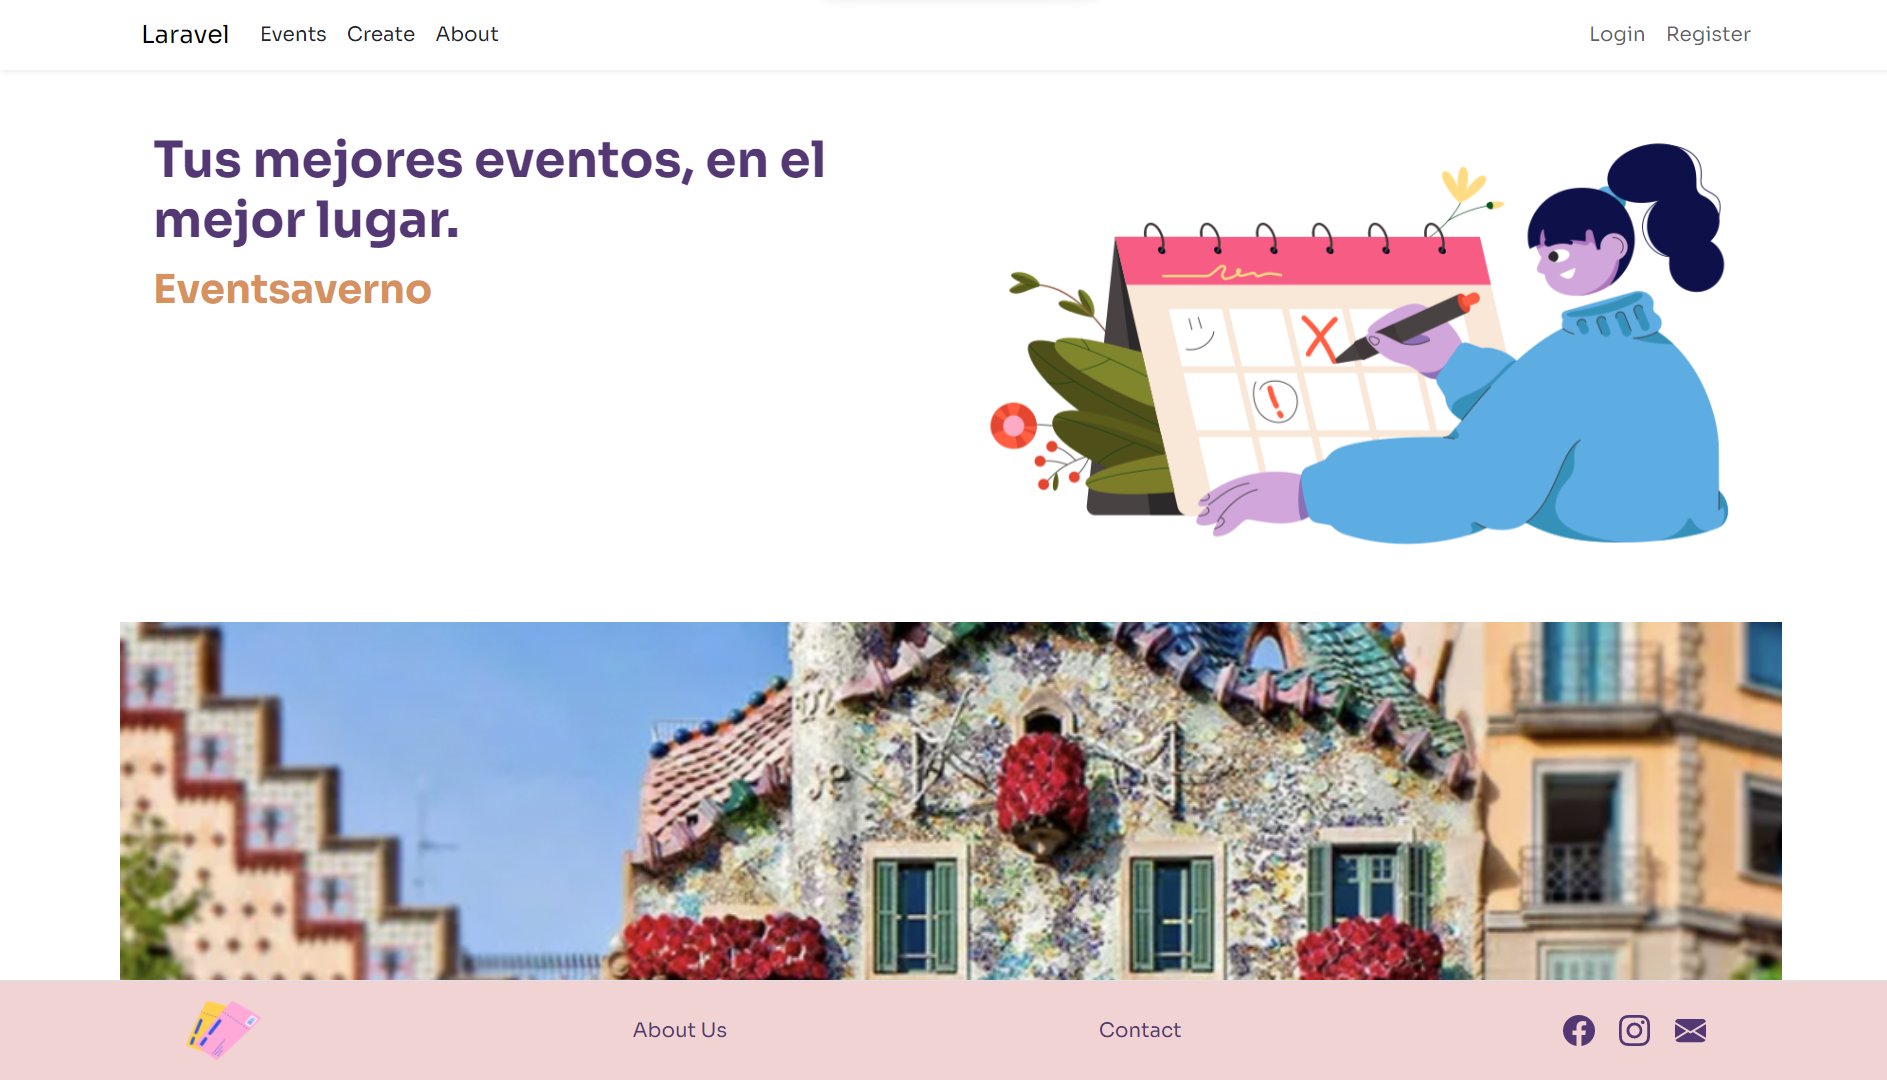 Laravel Events Create About Login Register
Tus mejores eventos, en el
mejor lugar.
Eventsaverno
About Us Contact